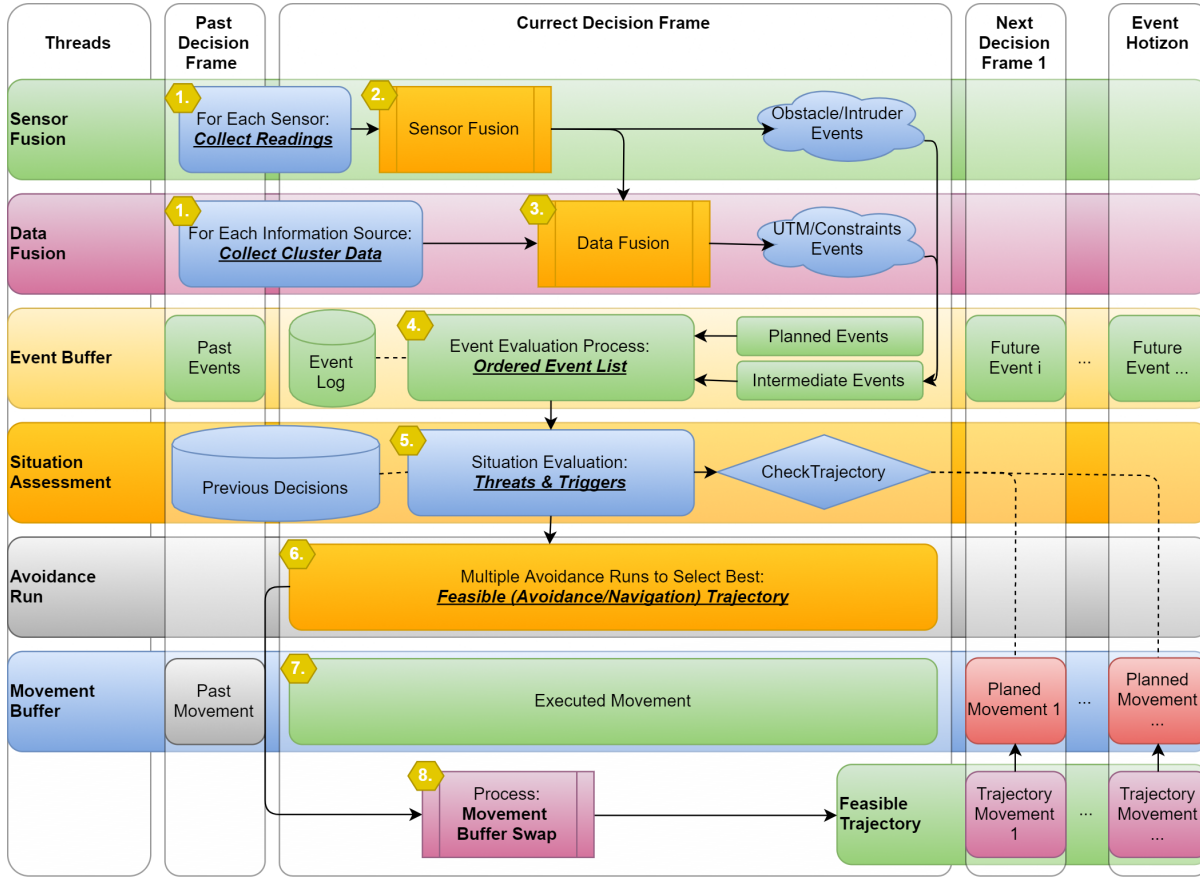 Threads
Past
Decision
Frame
Currect Decision Frame
Next
Decision
Frame 1
Event
Hotizon
Sensor
Fusion
1.
For Each Sensor:
Collect Readings
2.
Sensor Fusion
Obstacle/Intruder
Events
Data
Fusion
1.
For Each Information Source:
Collect Cluster Data
3.
Data Fusion
UTM/Constraints
Events
Event Buffer
Past
Events
Event
Log
4.
Event Evaluation Process:
Ordered Event List
Planned Events
Intermediate Events
Future
Event i
...
Future
Event ...
Situation
Assessment
Previous Decisions
5.
Situation Evaluation:
Threats & Triggers
CheckTrajectory
Avoidance
Run
6.
Multiple Avoidance Runs to Select Best:
Feasible (Avoidance/Navigation) Trajectory
Movement
Buffer
Past
Movement
7.
Executed Movement
Planed
Movement 1
...
Planned
Movement
...
8.
Process:
Movement
Buffer Swap
Feasible
Trajectory
Trajectory
Movement
1
...
Trajectory
Movement
...